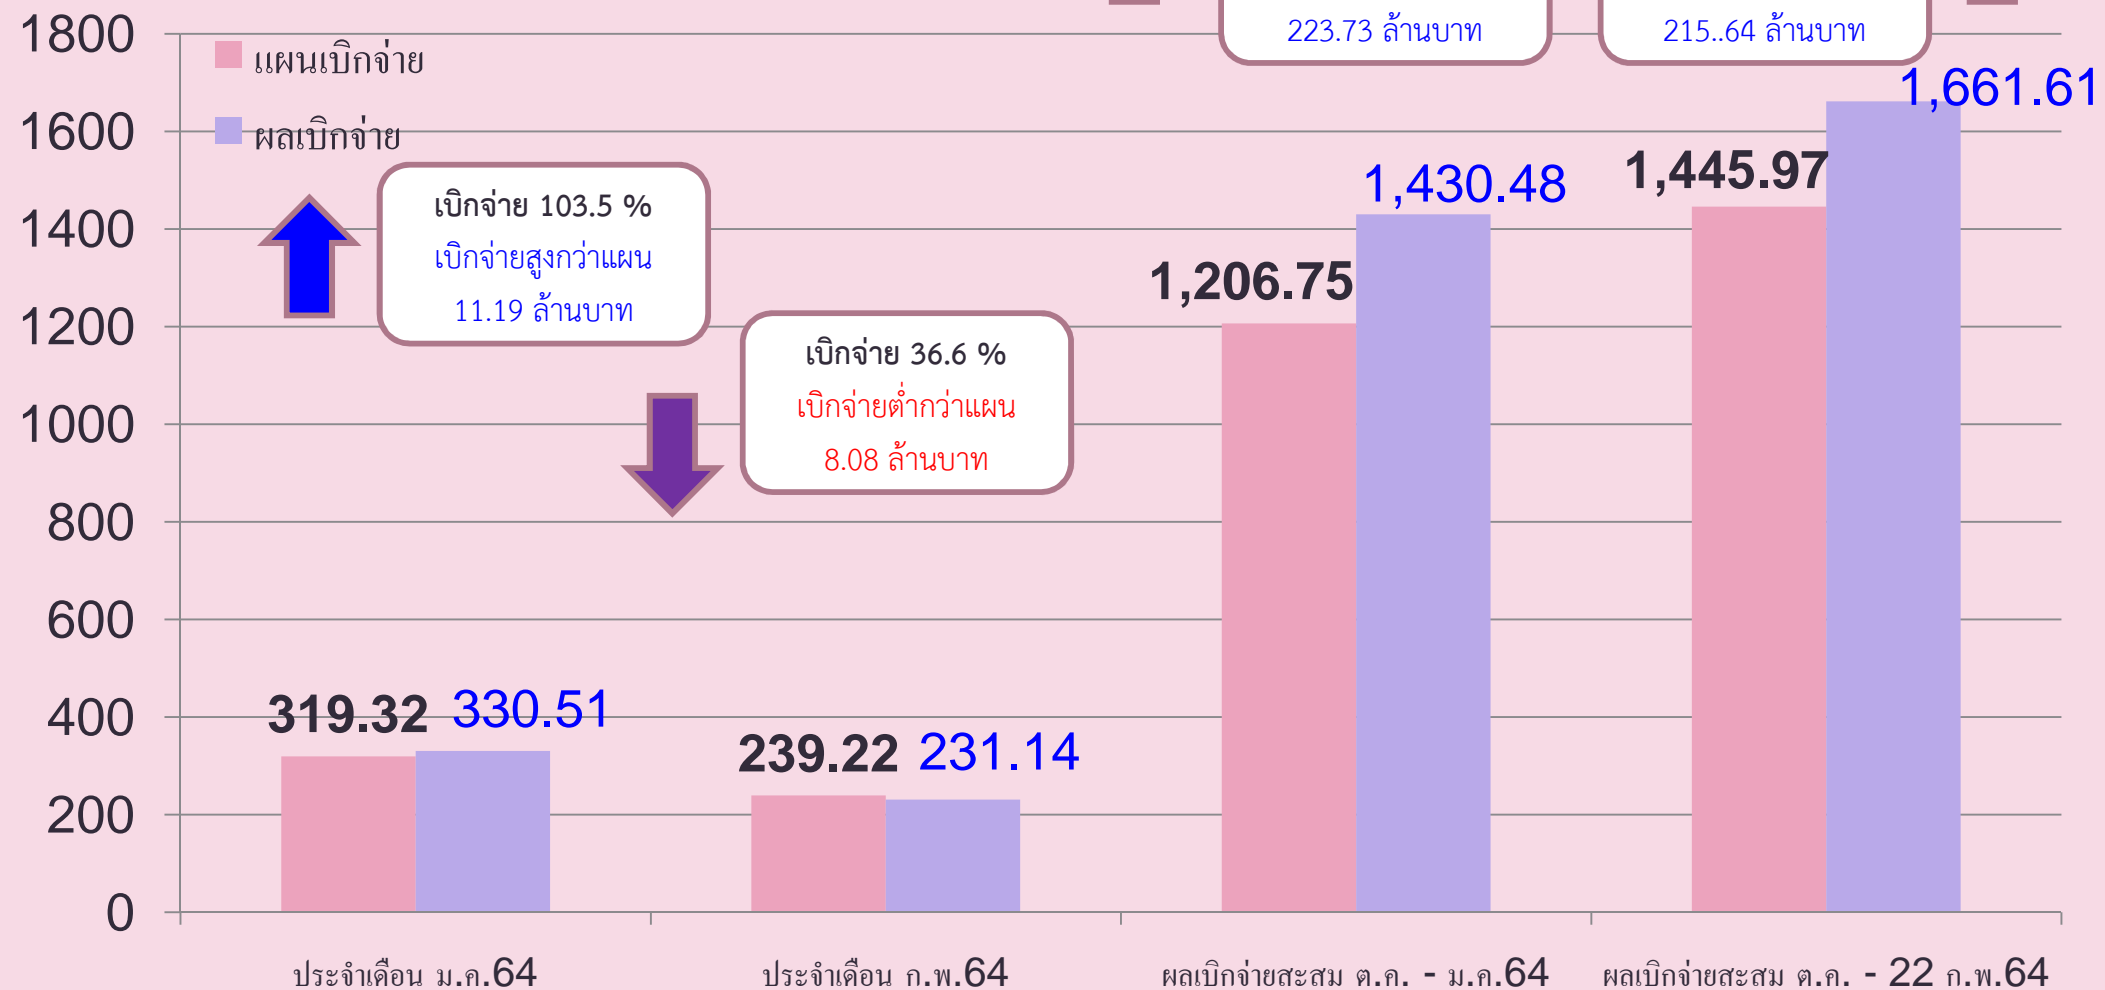 223.73 ล้านบาท
215..64 ล้านบาท
1800
1600
1400
1200
1000
800
600
400
200
0
แผนเบิกจ่าย
ผลเบิกจ่าย
เบิกจ่าย 103.5 %
เบิกจ่ายสูงกว่าแผน
11.19 ล้านบาท
เบิกจ่าย 36.6 %
เบิกจ่ายต่ำกว่าแผน
8.08 ล้านบาท
319.32
330.51
239.22
231.14
1,206.75
1,430.48
1,445.97
1,661.61
ประจำเดือน ม.ค.64
ประจำเดือน ก.พ.64
ผลเบิกจ่ายสะสม ต.ค. - ม.ค.64
ผลเบิกจ่ายสะสม ต.ค. - 22 ก.พ.64